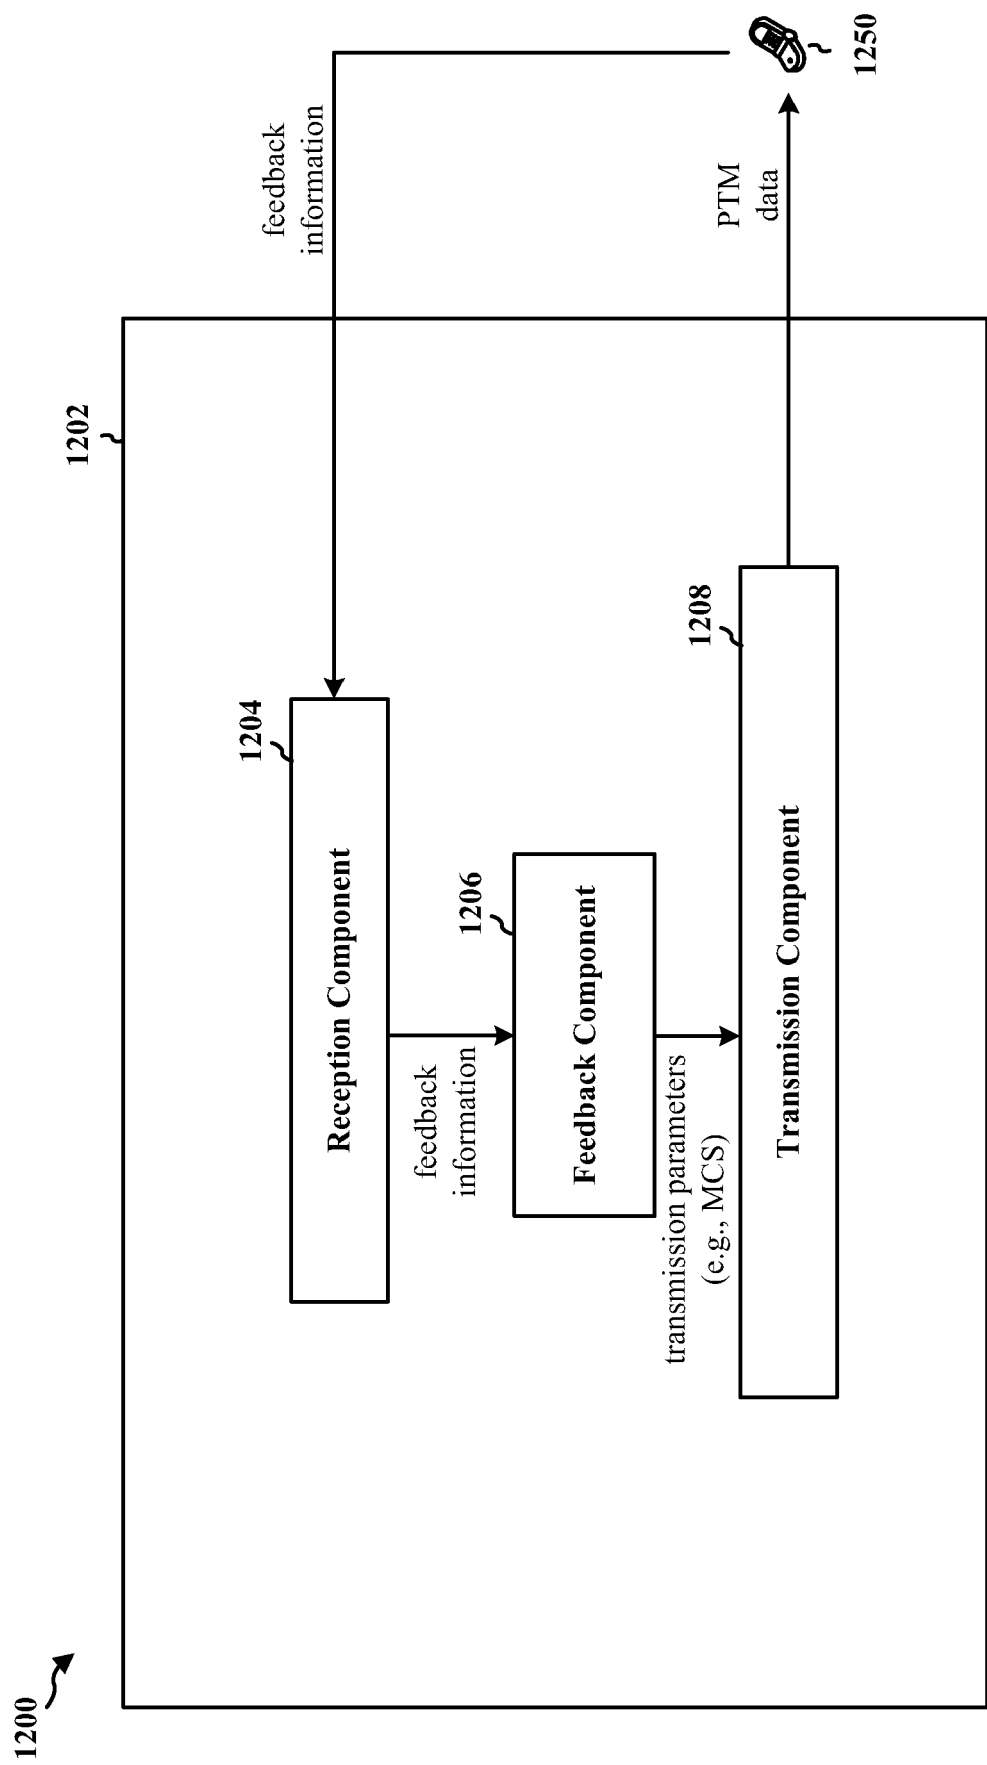 1200
1202
1204
Reception Component
feedback
information
feedback
information
1206
Feedback Component
transmission parameters
(e.g., MCS)
1208
Transmission Component
PTM
data
1250